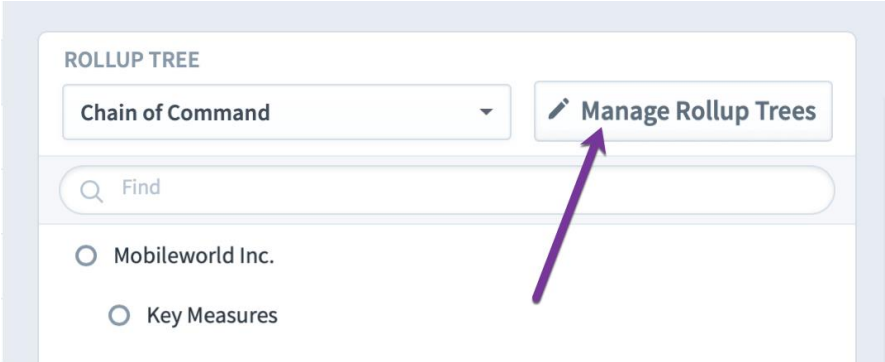 ROLLUP TREE
Chain of Command
Manage Rollup Trees
Find
Mobileworld Inc.
Key Measures